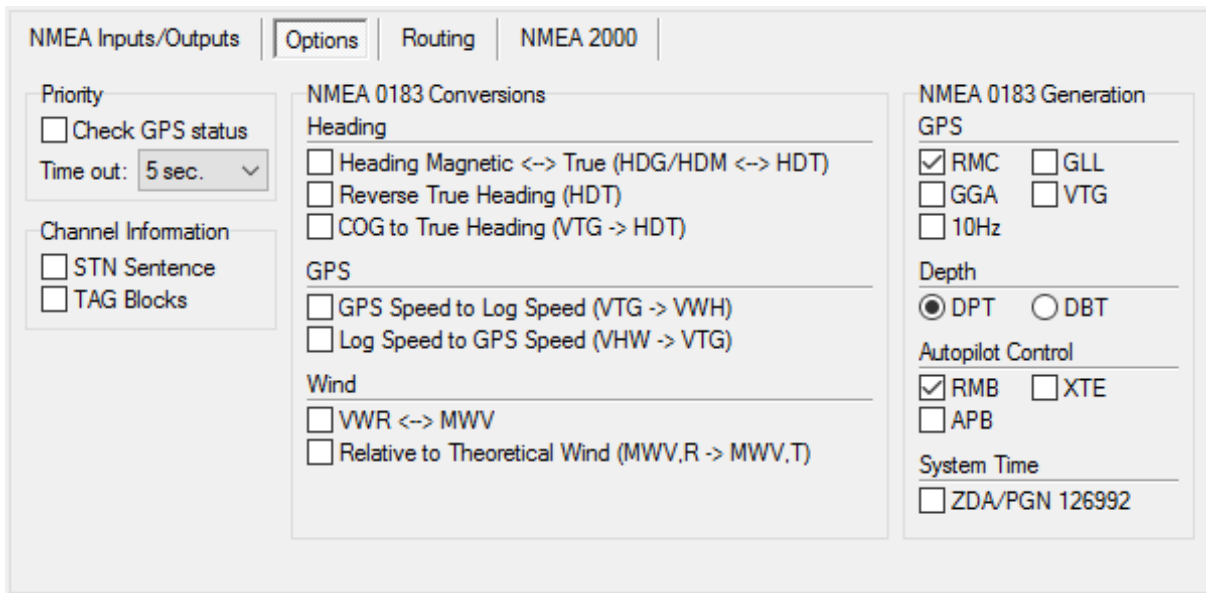 NMEA Inputs/Outputs Options Routing NMEA 2000
Priority
Check GPS status
Time out: 5 sec.
Channel Information
STN Sentence
TAG Blocks
NMEA 0183 Conversions
Heading
Heading Magnetic <--> True (HDG/HDM <--> HDT)
Reverse True Heading (HDT)
COG to True Heading (VTG -> HDT)
GPS
GPS Speed to Log Speed (VTG -> VWH)
Log Speed to GPS Speed (VHW -> VTG)
Wind
VWR <--> MWV
Relative to Theoretical Wind (MWV,R -> MWV,T)
NMEA 0183 Generation
GPS
RMC GLL
GGA VTG
10Hz
Depth
DPT DBT
Autopilot Control
RMB XTE
APB
System Time
ZDA/PGN 126992